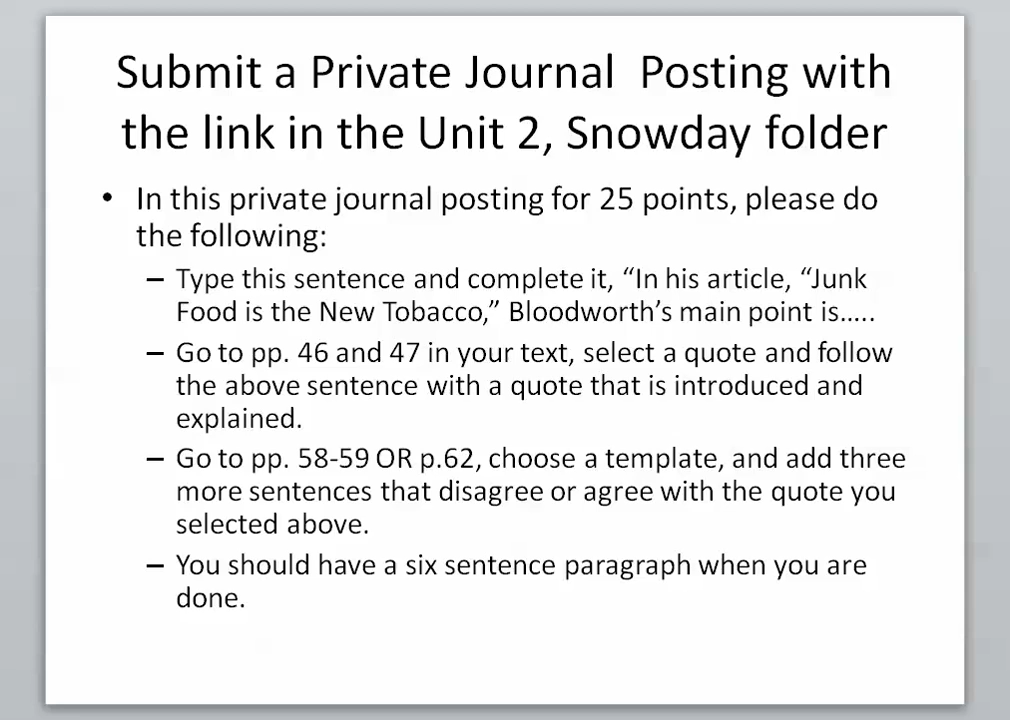 Submit a Private Journal  Posting with
the link in the Unit 2, Snowday folder
• In this private journal posting for 25 points, please do
the following:
– Type this sentence and complete it, “In his article, “Junk
Food is the New Tobacco,” Bloodworth’s main point is…..
– Go to pp. 46 and 47 in your text, select a quote and follow
the above sentence with a quote that is introduced and
explained.
– Go to pp. 58-59 OR p.62, choose a template, and add three
more sentences that disagree or agree with the quote you
selected above.
– You should have a six sentence paragraph when you are
done.